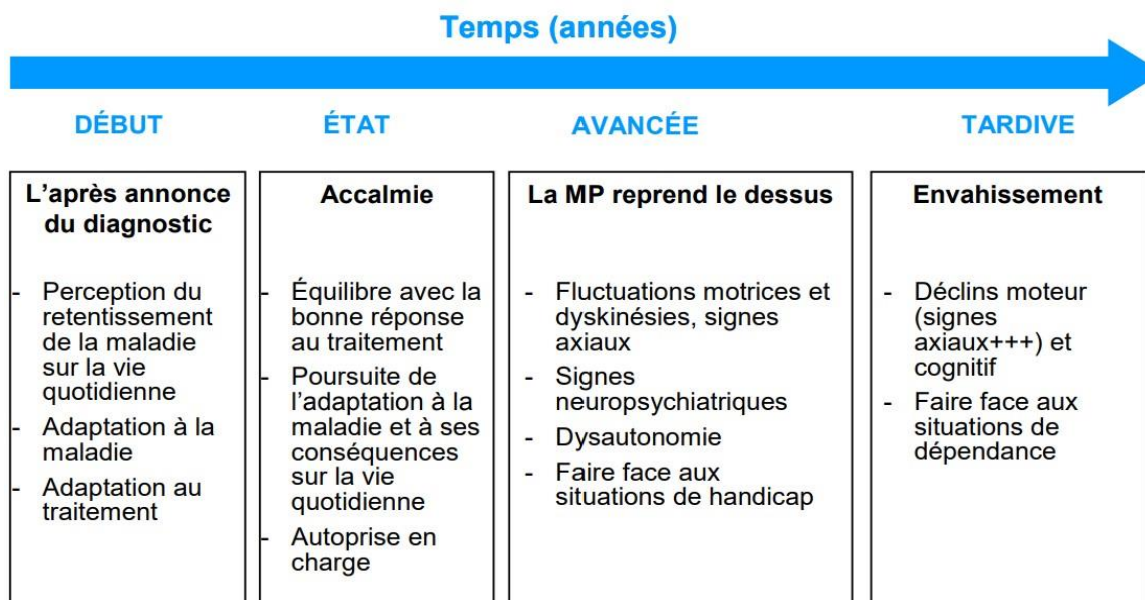 Temps (années)
DÉBUT
ÉTAT
AVANCÉE
TARDIVE
L'après annonce
du diagnostic
- Perception du
retentissement
de la maladie
sur la vie
quotidienne
- Adaptation à la
maladie
- Adaptation au
traitement
Accalmie
- Équilibre avec la
bonne réponse
au traitement
- Poursuite de
l'adaptation à la
maladie et à ses
conséquences
sur la vie
quotidienne
- Autoprise en
charge
La MP reprend le dessus
- Fluctuations motrices et
dyskinésies, signes
axiaux
- Signes
neuropsychiatriques
- Dysautonomie
- Faire face aux
situations de handicap
Envahissement
- Déclins moteur
(signes
axiaux+++) et
cognitif
- Faire face aux
situations de
dépendance